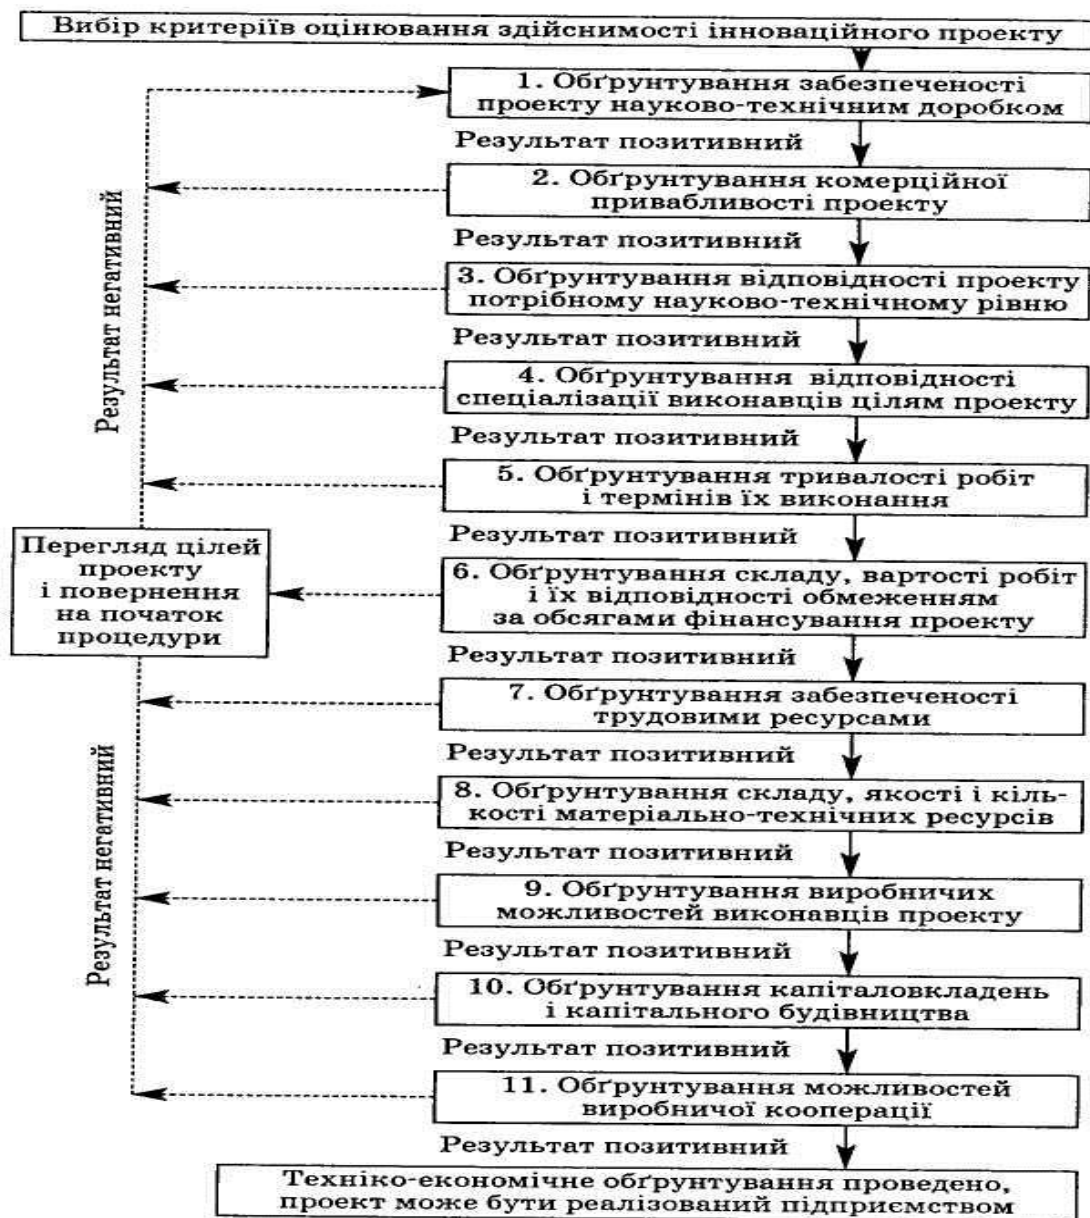 Вибір критеріїв оцінювання здійснимості інноваційного проекту
1. Обґрунтування забезпеченості
проекту науково-технічним доробком
Результат позитивний
2. Обґрунтування комерційної
привабливості проекту
Результат позитивний
3. Обґрунтування відповідності проекту
потрібному науково-технічному рівню
Результат позитивний
4. Обґрунтування відповідності
спеціалізації виконавців цілям проекту
Результат позитивний
5. Обґрунтування тривалості робіт
і термінів їх виконання
Результат позитивний
6. Обґрунтування складу, вартості робіт
і їх відповідності обмеженням
за обсягами фінансування проекту
Результат позитивний
7. Обґрунтування забезпеченості
трудовими ресурсами
Результат позитивний
8. Обґрунтування складу, якості і кіль-
кості матеріально-технічних ресурсів
Результат позитивний
9. Обґрунтування виробничих
можливостей виконавців проекту
Результат позитивний
10. Обґрунтування капіталовкладень
і капітального будівництва
Результат позитивний
11. Обґрунтування можливостей
виробничої кооперації
Результат позитивний
Техніко-економічне обґрунтування проведено,
проект може бути реалізований підприємством
Результат негативний
Перегляд цілей
проекту
і повернення
на початок
процедури
Результат негативний